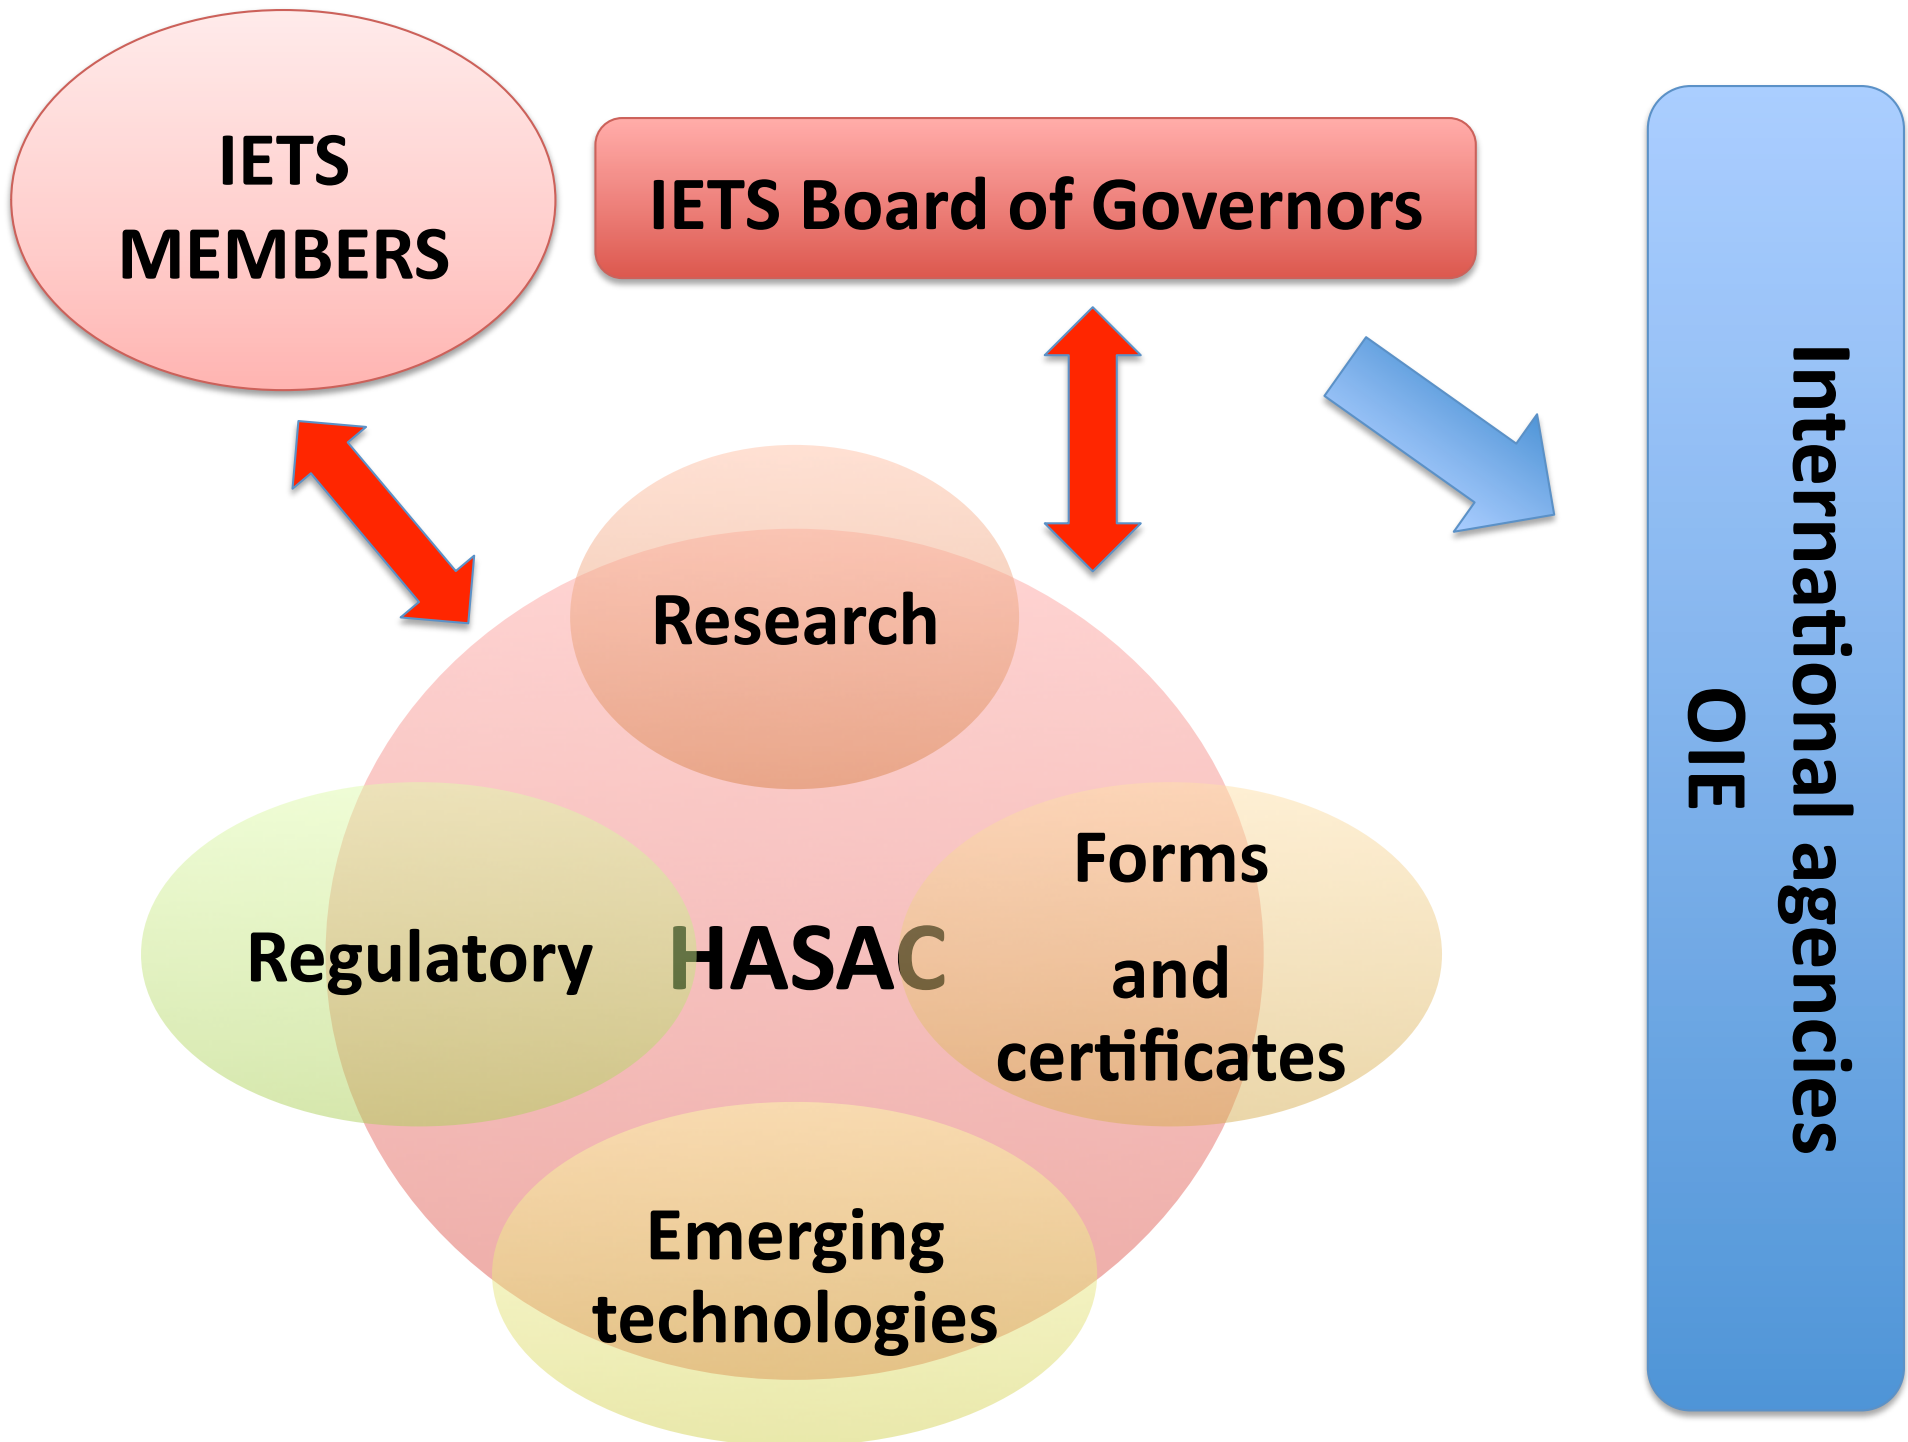 IETS
MEMBERS
IETS Board of Governors
International agencies
OIE
Research
Regulatory
HASAC
Forms
and
certificates
Emerging
technologies